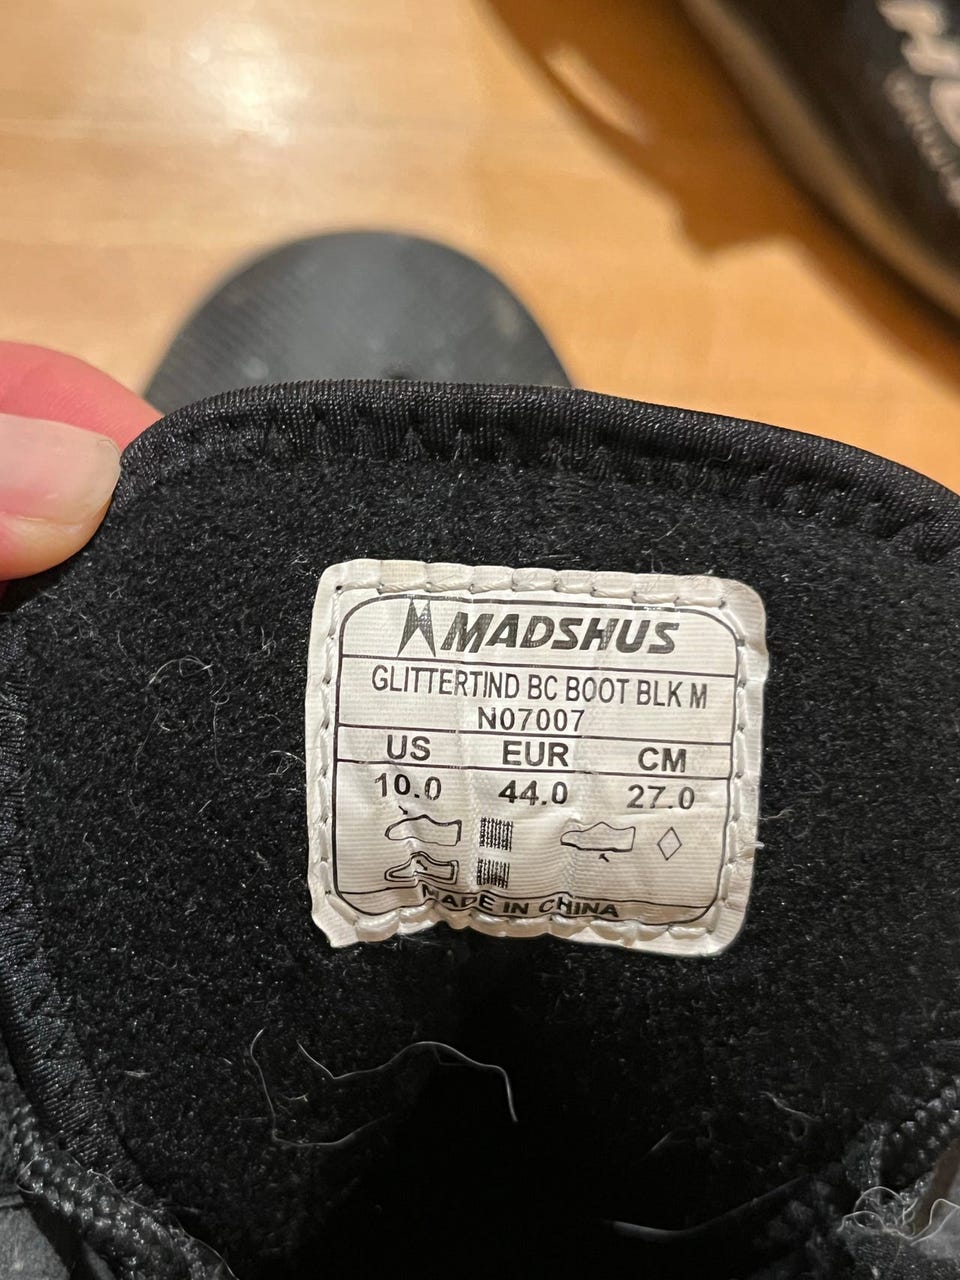 MADSHUS
GLITTERTIND BC BOOT BLK M
N07007
US EUR CM
10.0 44.0 27.0
MADE IN CHINA